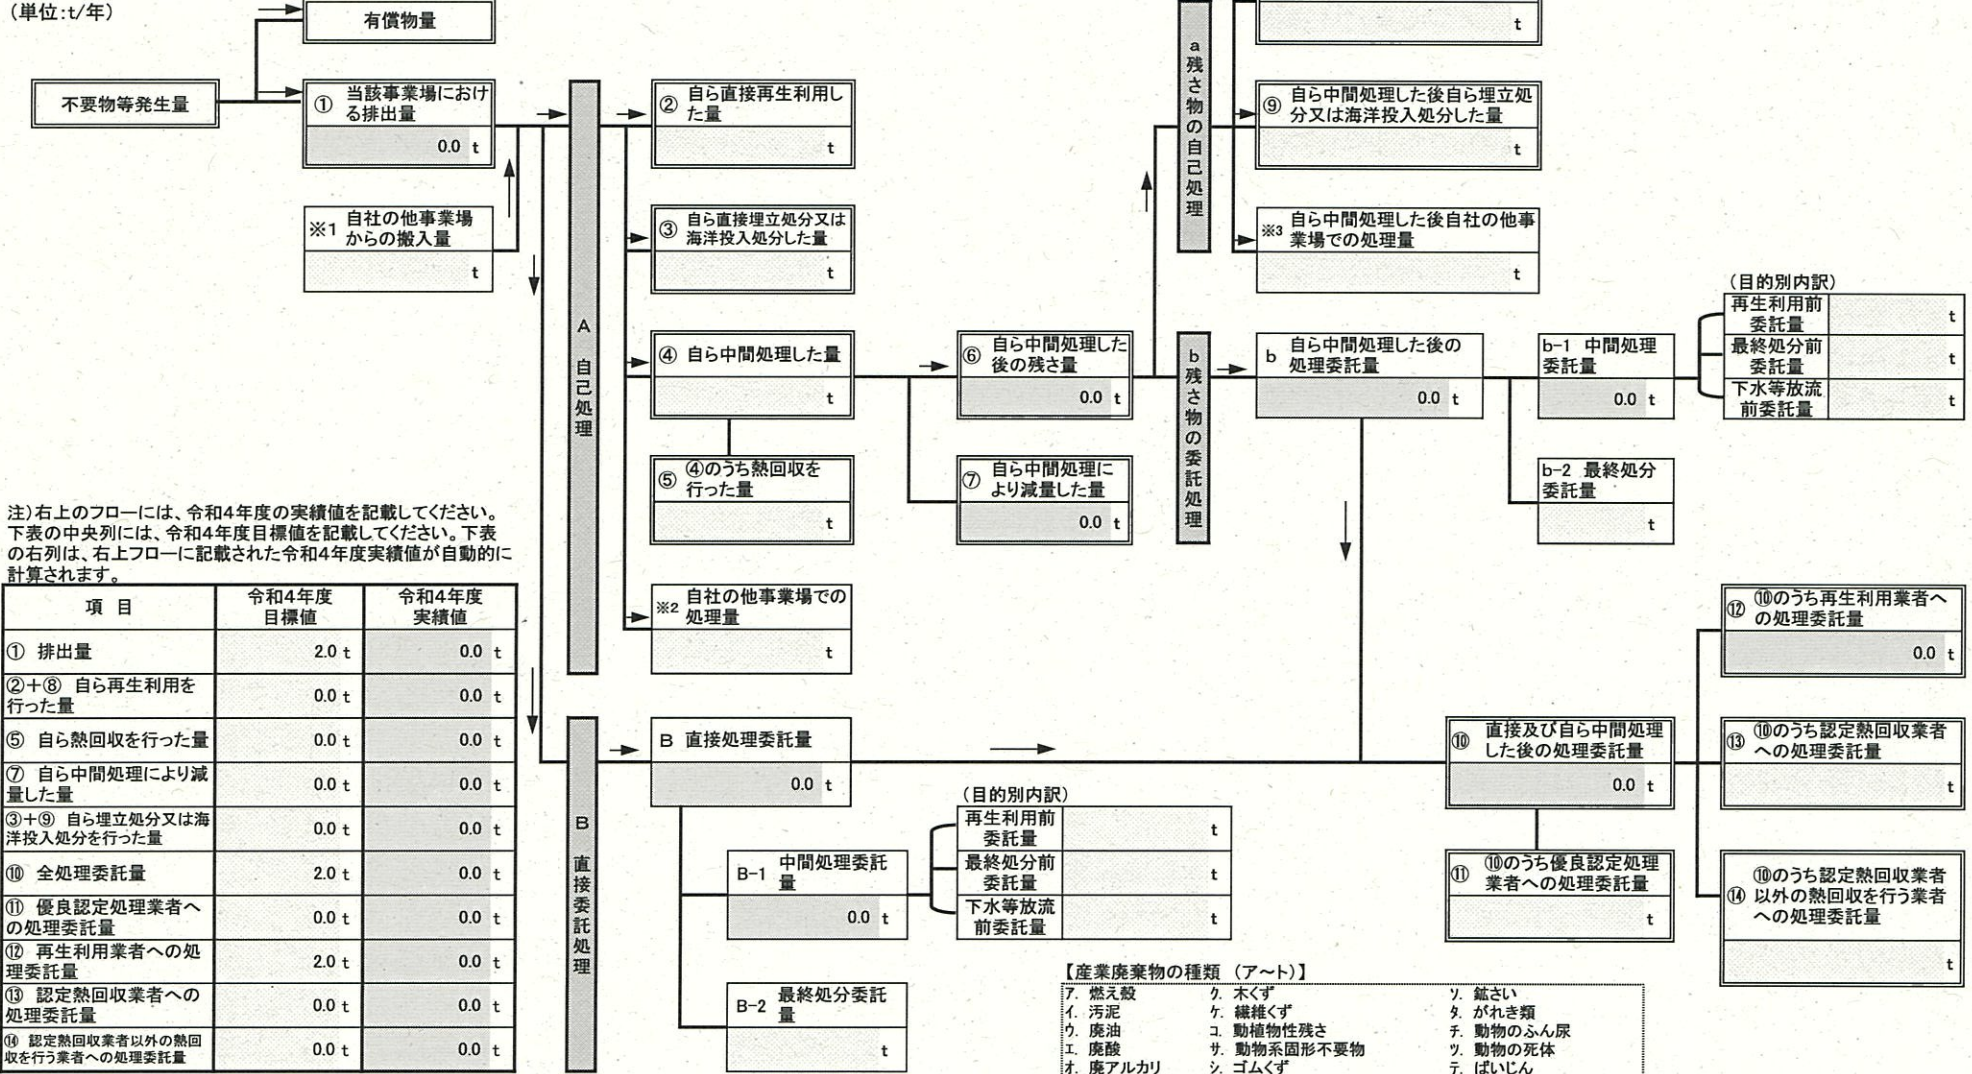 (単位:t/年)
有償物量
t
不要物等発生量
① 当該事業場におけ
る排出量
0.0 t
※1 自社の他事業場
からの搬入量
t
A 自己処理
② 自ら直接再生利用し
た量
t
③ 自ら直接埋立処分又は
海洋投入処分した量
t
④ 自ら中間処理した量
t
⑤ ④のうち熱回収を
行った量
t
※2 自社の他事業場での
処理量
t
⑥ 自ら中間処理した
後の残さ量
0.0 t
⑦ 自ら中間処理に
より減量した量
0.0 t
a残さ物の自己処理
⑨ 自ら中間処理した後自ら埋立処
分又は海洋投入処分した量
t
※3 自ら中間処理した後自社の他事
業場での処理量
t
b残さ物の委託処理
b 自ら中間処理した後の
処理委託量
0.0 t
b-1 中間処理
委託量
0.0 t
b-2 最終処分
委託量
t
(目的別内訳)
再生利用前
委託量
t
最終処分前
委託量
t
下水等放流
前委託量
t
注)右上のフローには、令和4年度の実績値を記載してください。
下表の中央列には、令和4年度目標値を記載してください。下表
の右列は、右上フローに記載された令和4年度実績値が自動的に
計算されます。
項 目
令和4年度
目標値
令和4年度
実績値
① 排出量
2.0 t
0.0 t
②+⑧ 自ら再生利用を
行った量
0.0 t
0.0 t
⑤ 自ら熱回収を行った量
0.0 t
0.0 t
⑦ 自ら中間処理により減
量した量
0.0 t
0.0 t
③+⑨ 自ら埋立処分又は海
洋投入処分を行った量
0.0 t
0.0 t
⑩ 全処理委託量
2.0 t
0.0 t
⑪ 優良認定処理業者へ
の処理委託量
0.0 t
0.0 t
⑫ 再生利用業者への処
理委託量
2.0 t
0.0 t
⑬ 認定熱回収業者への
処理委託量
0.0 t
0.0 t
⑭ 認定熱回収業者以外の熱回
収を行う業者への処理委託量
0.0 t
0.0 t
B 直接委託処理
B 直接処理委託量
0.0 t
B-1 中間処理委託
量
0.0 t
B-2 最終処分委託
量
t
(目的別内訳)
再生利用前
委託量
t
最終処分前
委託量
t
下水等放流
前委託量
t
⑩ 直接及び自ら中間処理
した後の処理委託量
0.0 t
⑪ ⑩のうち優良認定処理
業者への処理委託量
t
⑫ ⑩のうち再生利用業者へ
の処理委託量
0.0 t
⑬ ⑩のうち認定熱回収業者
への処理委託量
t
⑭ ⑩のうち認定熱回収業者
以外の熱回収を行う業者
への処理委託量
t
【産業廃棄物の種類 (ア~ト)】
ア. 燃え殻
イ. 汚泥
ウ. 廃油
エ. 廃酸
オ. 廃アルカリ
ク. 木くず
ケ. 繊維くず
コ. 動植物性残さ
サ. 動物系固形不要物
シ. ゴムくず
ソ. 鉱さい
タ. がれき類
チ. 動物のふん尿
ツ. 動物の死体
テ. ばいじん